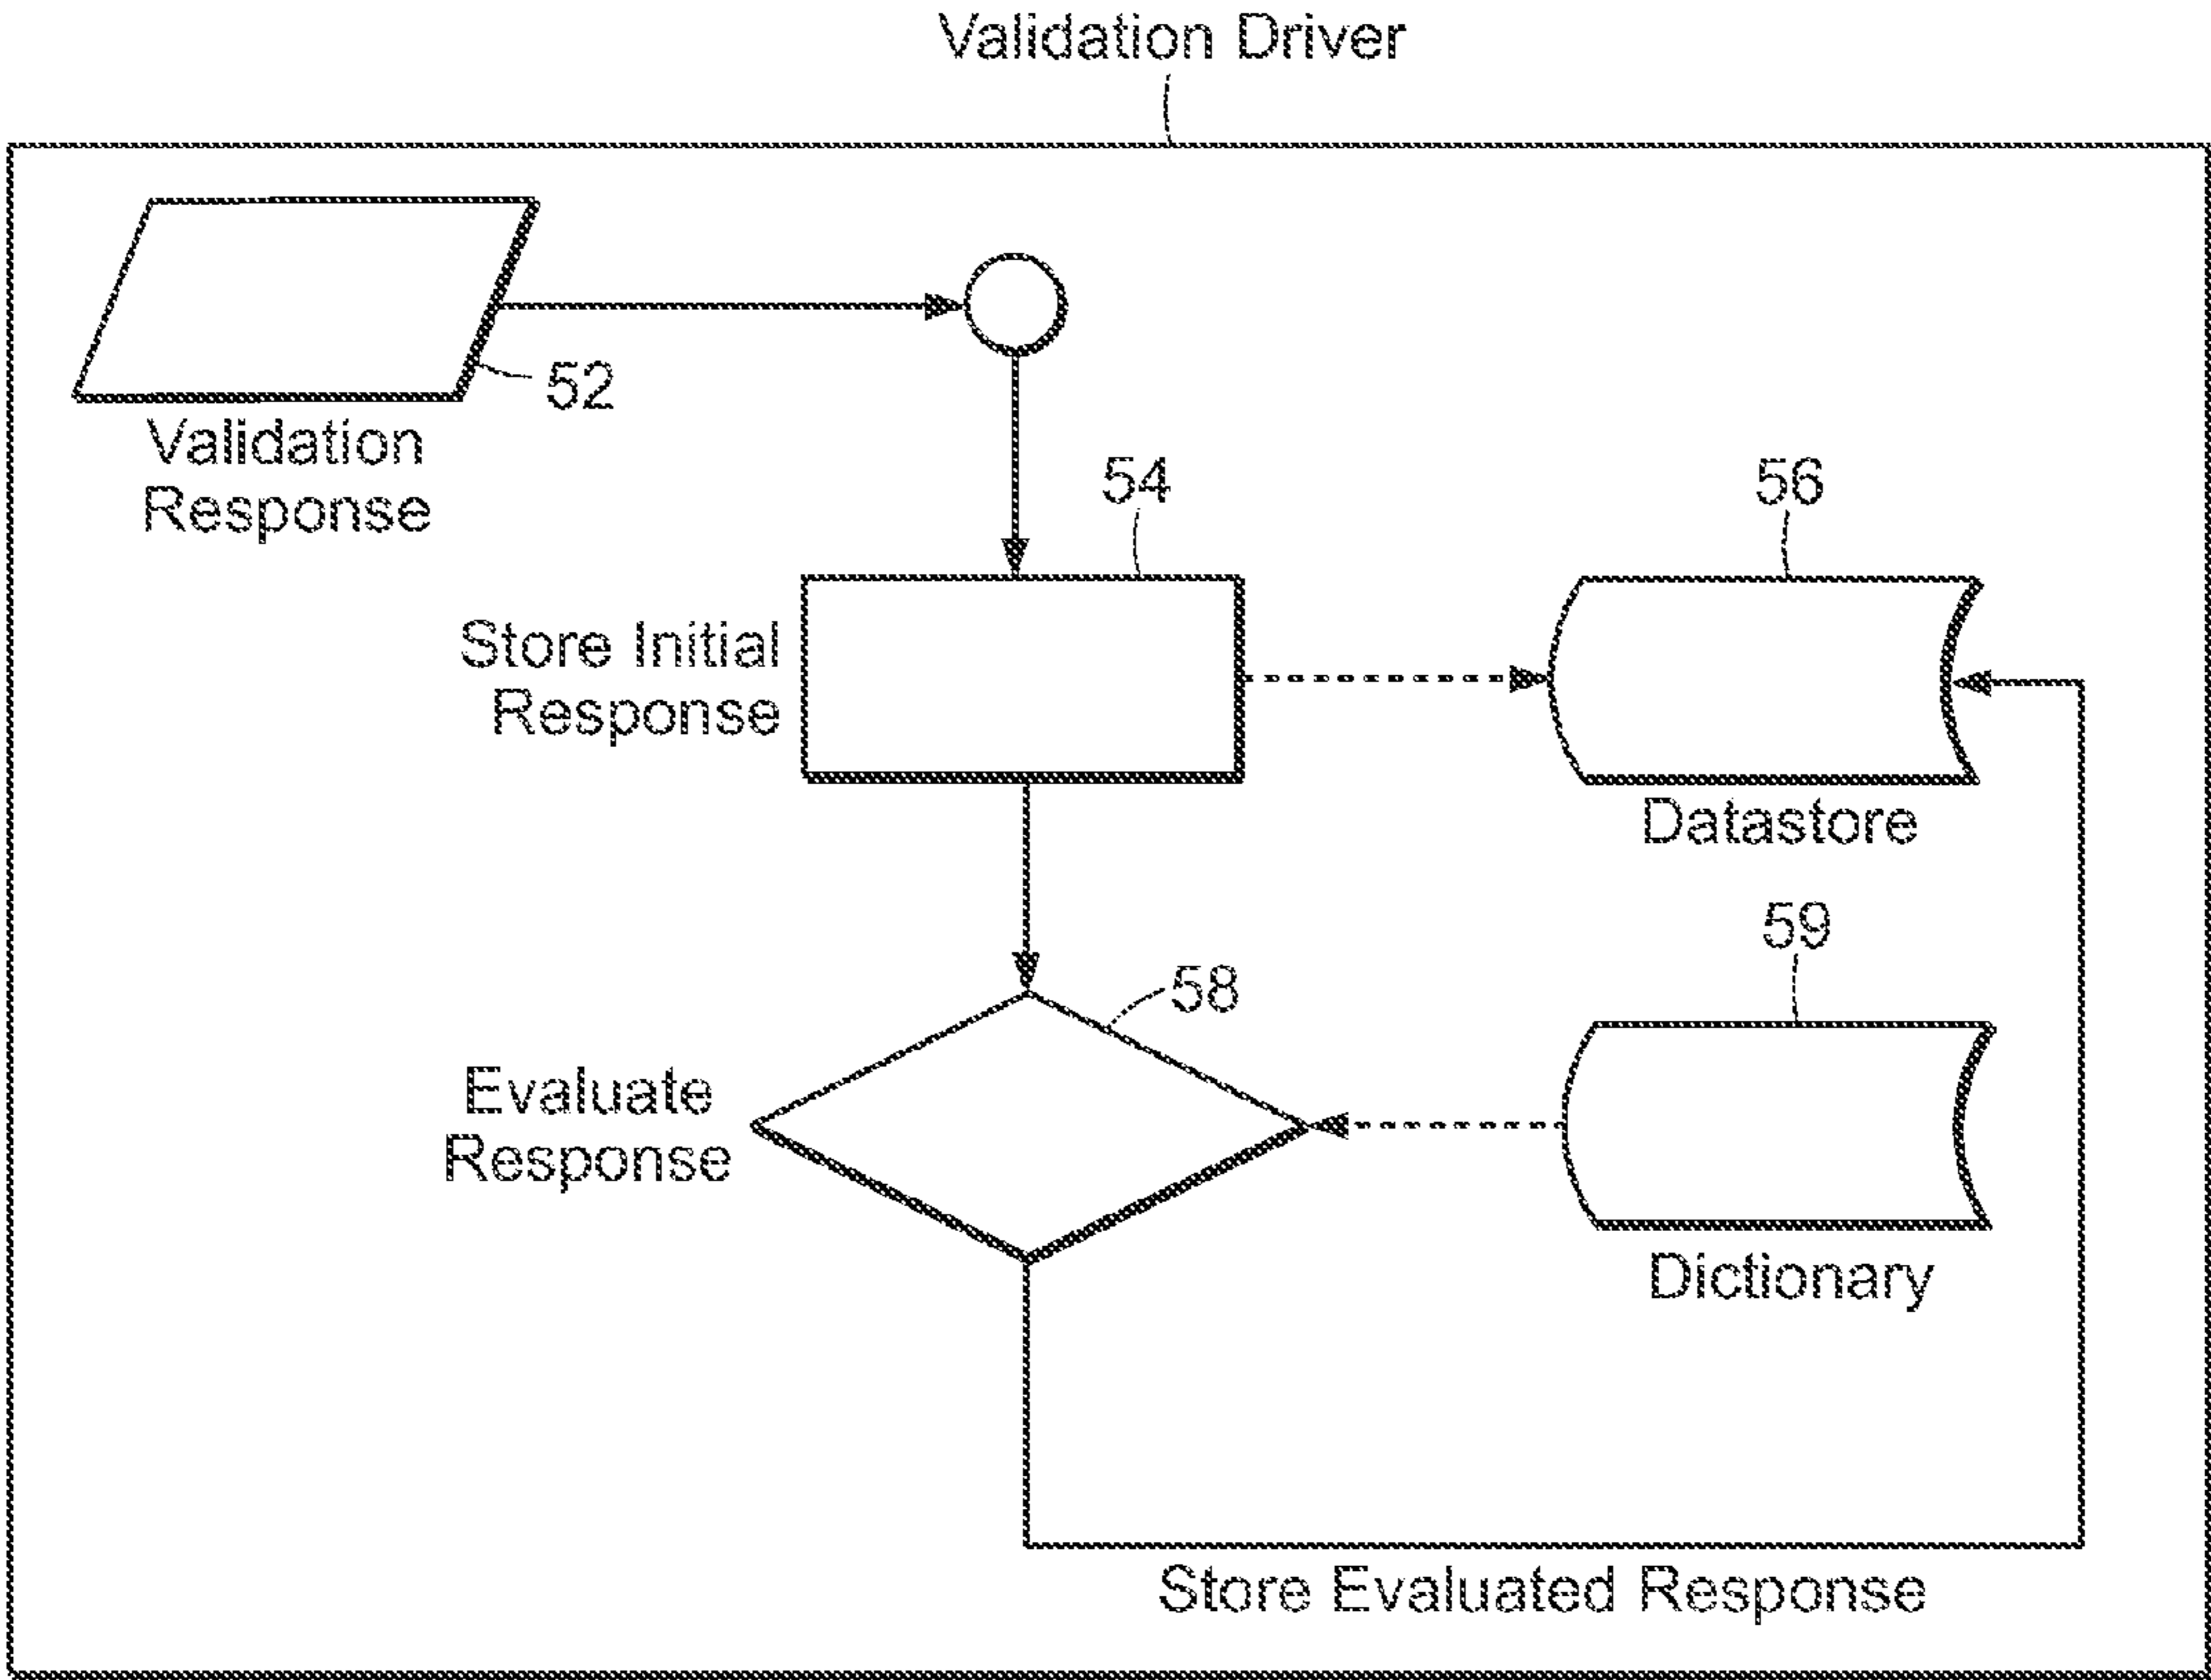 Validation Driver
52
Validation
Response
54
56
Store Initial
Response
Datastore
59
58
Evaluate
Response
Dictionary
Store Evaluated Response